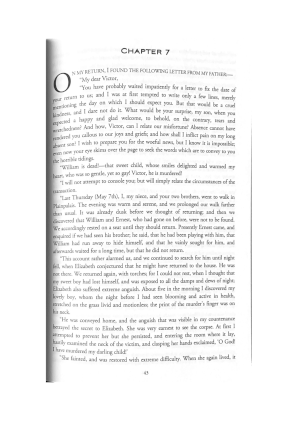 CHAPTER 7
ON MY RETURN, I FOUND THE FOLLOWING LETTER FROM MY FATHER:—
"My dear Victor,
"You have probably waited impatiently for a letter to fix the date of
your return to us; and I was at first tempted to write only a few lines, merely
mentioning the day on which I should expect you. But that would be a cruel
kindness, and I dare not do it. What would be your surprise, my son, when you
expected a happy and glad welcome, to behold, on the contrary, tears and
wretchedness? And how, Victor, can I relate our misfortune? Absence cannot have
rendered you callous to our joys and griefs; and how shall I inflict pain on my long
absent son? I wish to prepare you for the woeful news, but I know it is impossible;
even now your eye skims over the page to seek the words which are to convey to you
the horrible tidings.
"William is dead!—that sweet child, whose smiles delighted and warmed my
heart, who was so gentle, yet so gay! Victor, he is murdered!
"I will not attempt to console you; but will simply relate the circumstances of the
transaction.
"Last Thursday (May 7th), I, my niece, and your two brothers, went to walk in
Plainpalais. The evening was warm and serene, and we prolonged our walk farther
than usual. It was already dusk before we thought of returning; and then we
discovered that William and Ernest, who had gone on before, were not to be found.
We accordingly rested on a seat until they should return. Presently Ernest came, and
enquired if we had seen his brother; he said, that he had been playing with him, that
William had run away to hide himself, and that he vainly sought for him, and
afterwards waited for a long time, but that he did not return.
"This account rather alarmed us, and we continued to search for him until night
fell, when Elizabeth conjectured that he might have returned to the house. He was
not there. We returned again, with torches; for I could not rest, when I thought that
my sweet boy had lost himself, and was exposed to all the damps and dews of night;
Elizabeth also suffered extreme anguish. About five in the morning I discovered my
lovely boy, whom the night before I had seen blooming and active in health,
stretched on the grass livid and motionless; the print of the murder's finger was on
his neck.
"He was conveyed home, and the anguish that was visible in my countenance
betrayed the secret to Elizabeth. She was very earnest to see the corpse. At first I
attempted to prevent her but she persisted, and entering the room where it lay,
hastily examined the neck of the victim, and clasping her hands exclaimed, 'O God!
I have murdered my darling child!'
"She fainted, and was restored with extreme difficulty. When she again lived, it
43